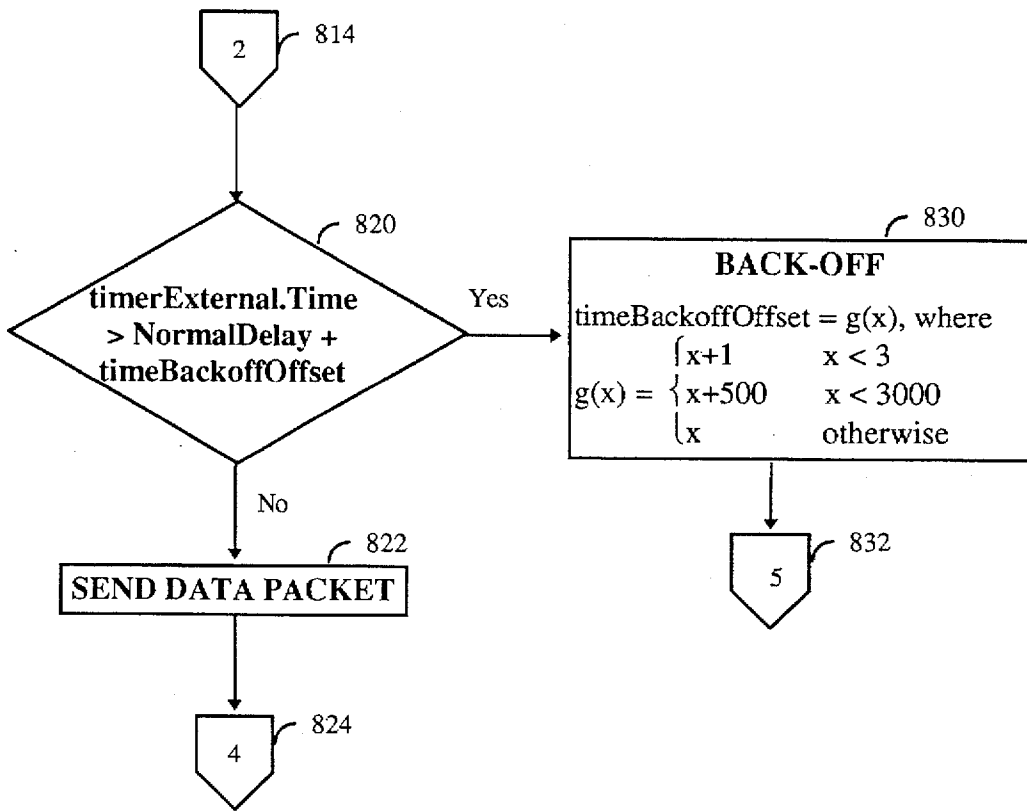 2
814
820
timerExternal.Time
> NormalDelay +
timeBackoffOffset
Yes
830
BACK-OFF
timeBackoffOffset = g(x), where
x+1 x < 3
g(x) = { x+500 x < 3000
x otherwise
No
822
SEND DATA PACKET
832
5
824
4